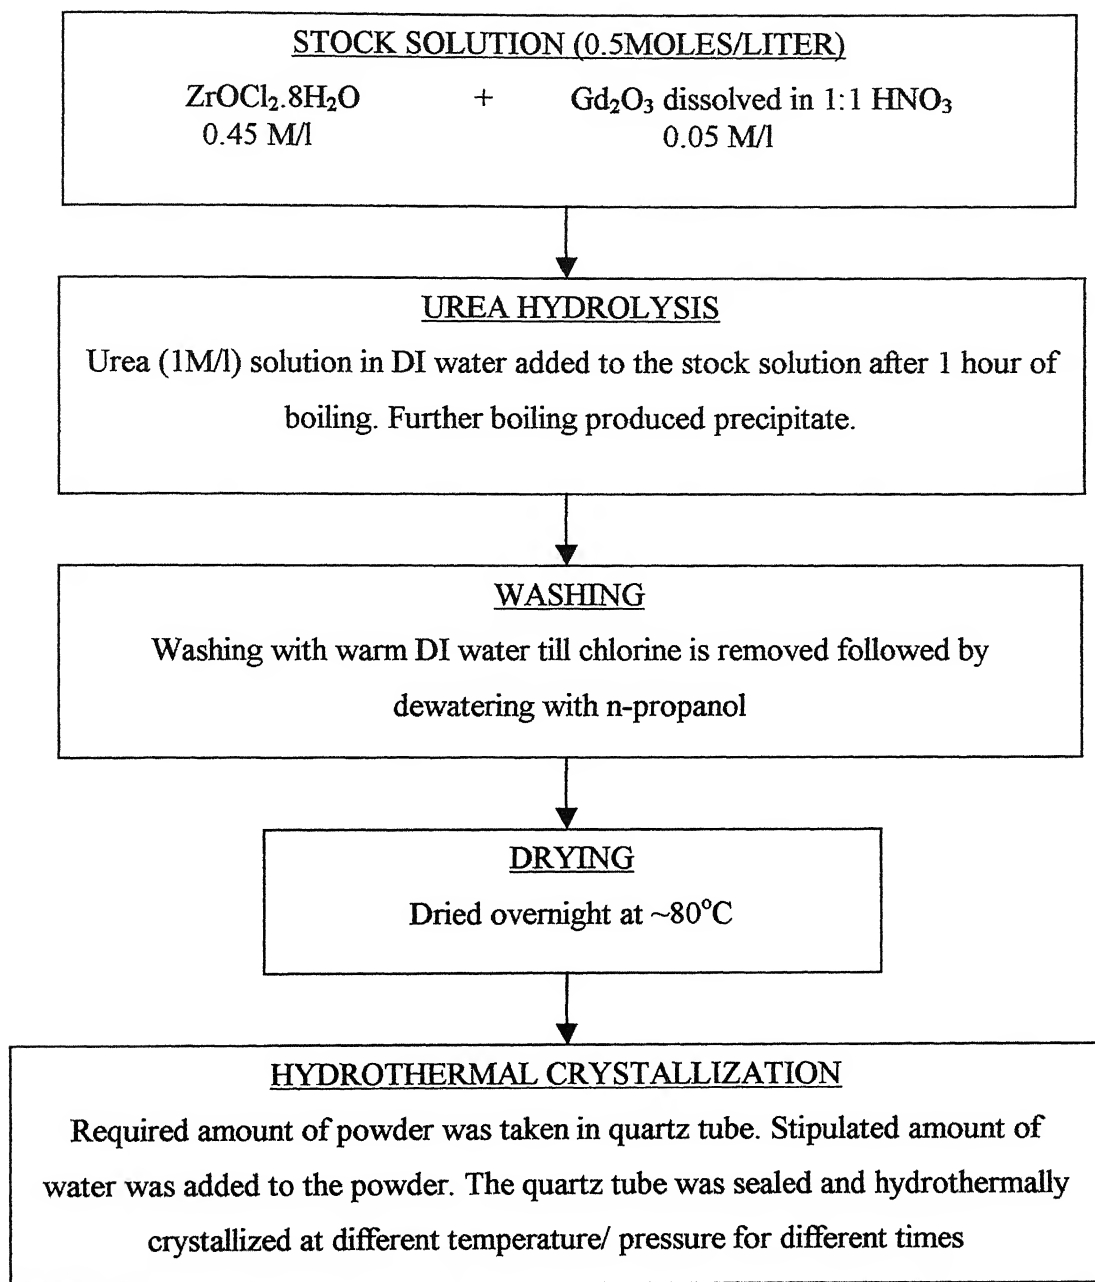 STOCK SOLUTION (0.5MOLES/LITER)
ZrOCl₂.8H₂O + Gd₂O₃ dissolved in 1:1 HNO₃
0.45 M/l 0.05 M/l
UREA HYDROLYSIS
Urea (1M/l) solution in DI water added to the stock solution after 1 hour of
boiling. Further boiling produced precipitate.
WASHING
Washing with warm DI water till chlorine is removed followed by
dewatering with n-propanol
DRYING
Dried overnight at ~80°C
HYDROTHERMAL CRYSTALLIZATION
Required amount of powder was taken in quartz tube. Stipulated amount of
water was added to the powder. The quartz tube was sealed and hydrothermally
crystallized at different temperature/ pressure for different times